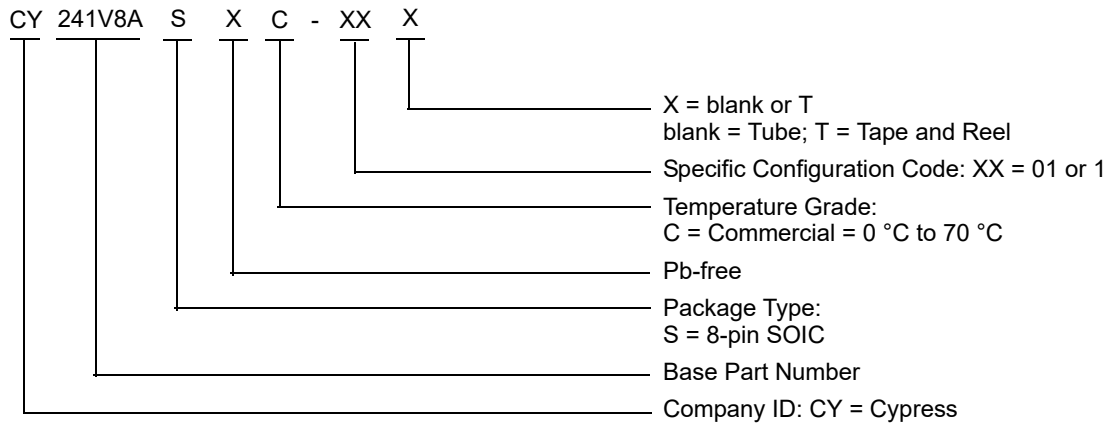 CY 241V8A S X C - XX X
X = blank or T
blank = Tube; T = Tape and Reel
Specific Configuration Code: XX = 01 or 1
Temperature Grade:
C = Commercial = 0 °C to 70 °C
Pb-free
Package Type:
S = 8-pin SOIC
Base Part Number
Company ID: CY = Cypress